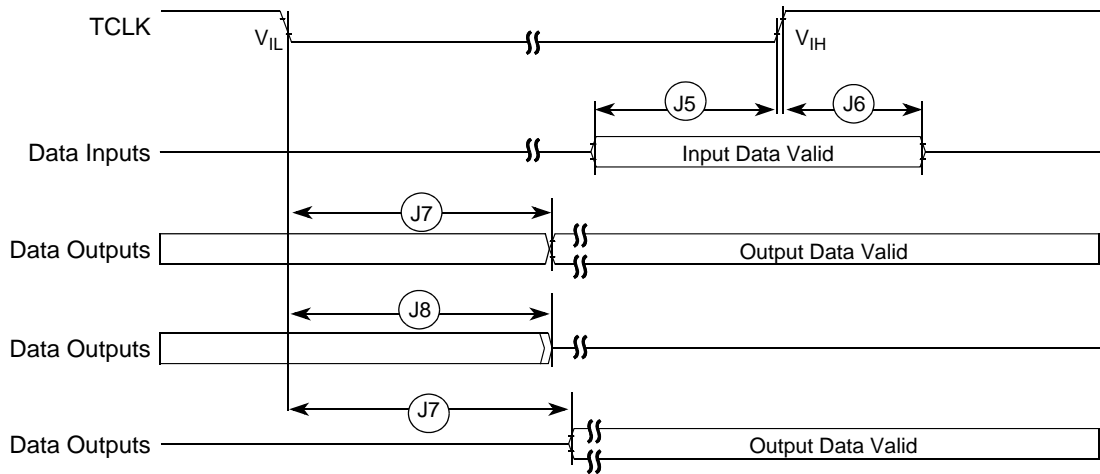 TCLK
V_IL
V_IH
J5
J6
Data Inputs
Input Data Valid
J7
Data Outputs
Output Data Valid
J8
Data Outputs
J7
Data Outputs
Output Data Valid